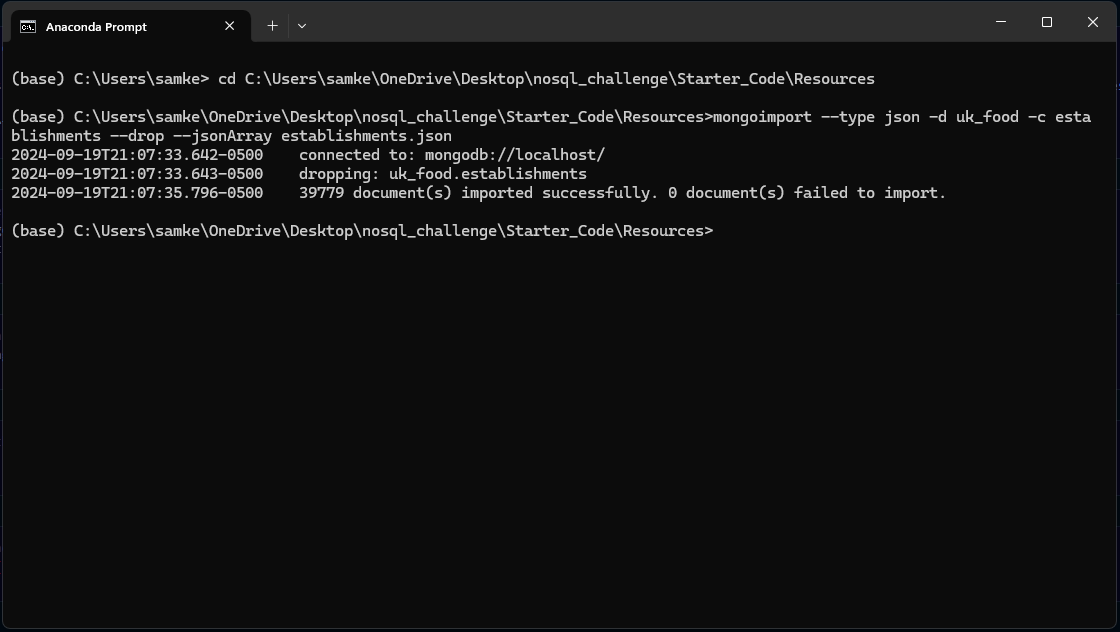 Anaconda Prompt
(base) C:\Users\samke> cd C:\Users\samke\OneDrive\Desktop\nosql_challenge\Starter_Code\Resources
(base) C:\Users\samke\OneDrive\Desktop\nosql_challenge\Starter_Code\Resources>mongoimport --type json -d uk_food -c esta
blishments --drop --jsonArray establishments.json
2024-09-19T21:07:33.642-0500    connected to: mongodb://localhost/
2024-09-19T21:07:33.643-0500    dropping: uk_food.establishments
2024-09-19T21:07:35.796-0500    39779 document(s) imported successfully. 0 document(s) failed to import.
(base) C:\Users\samke\OneDrive\Desktop\nosql_challenge\Starter_Code\Resources>